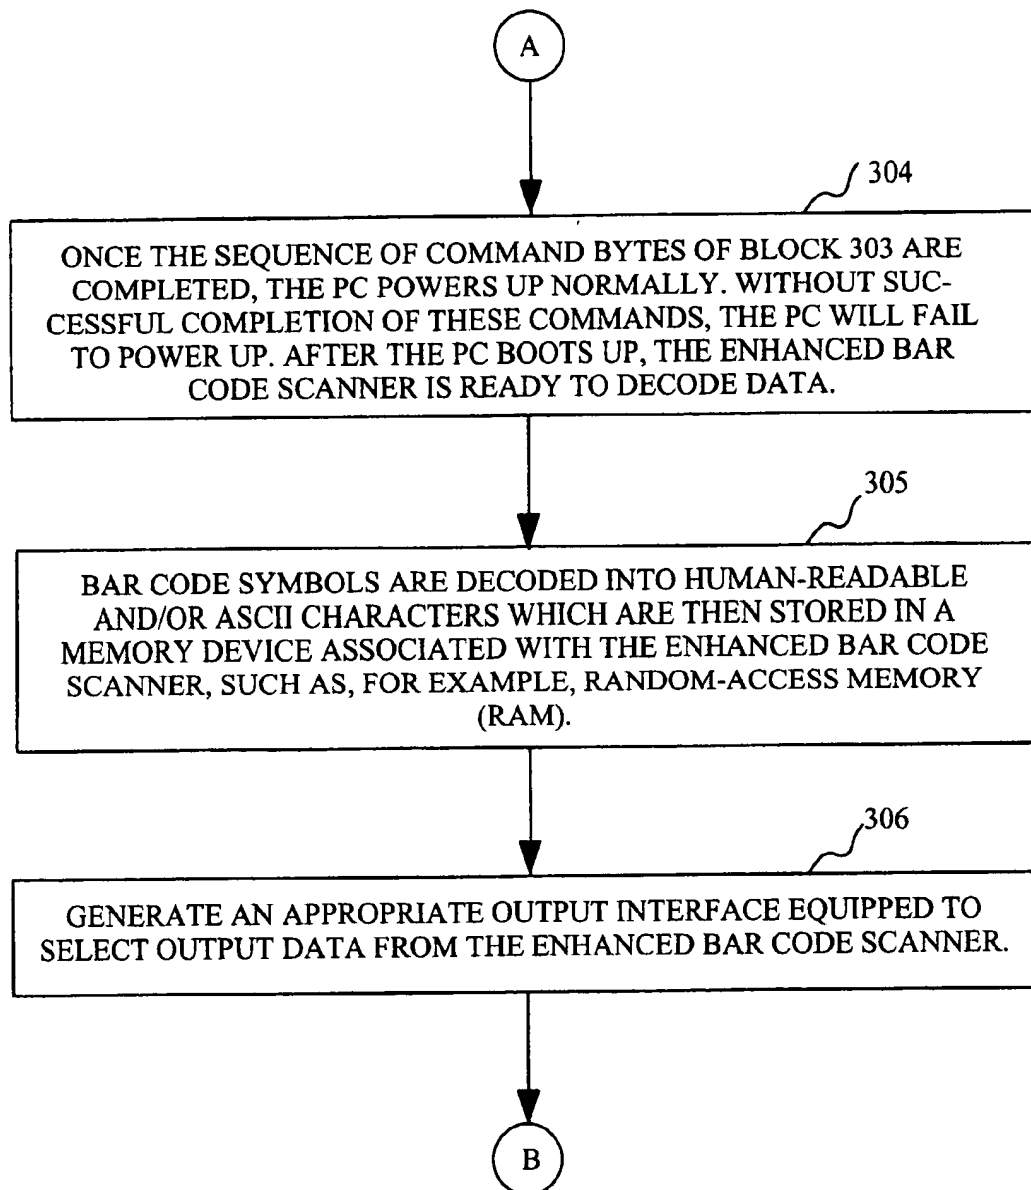 A
304
ONCE THE SEQUENCE OF COMMAND BYTES OF BLOCK 303 ARE
COMPLETED, THE PC POWERS UP NORMALLY. WITHOUT SUC-
CESSFUL COMPLETION OF THESE COMMANDS, THE PC WILL FAIL
TO POWER UP. AFTER THE PC BOOTS UP, THE ENHANCED BAR
CODE SCANNER IS READY TO DECODE DATA.
305
BAR CODE SYMBOLS ARE DECODED INTO HUMAN-READABLE
AND/OR ASCII CHARACTERS WHICH ARE THEN STORED IN A
MEMORY DEVICE ASSOCIATED WITH THE ENHANCED BAR CODE
SCANNER, SUCH AS, FOR EXAMPLE, RANDOM-ACCESS MEMORY
(RAM).
306
GENERATE AN APPROPRIATE OUTPUT INTERFACE EQUIPPED TO
SELECT OUTPUT DATA FROM THE ENHANCED BAR CODE SCANNER.
B